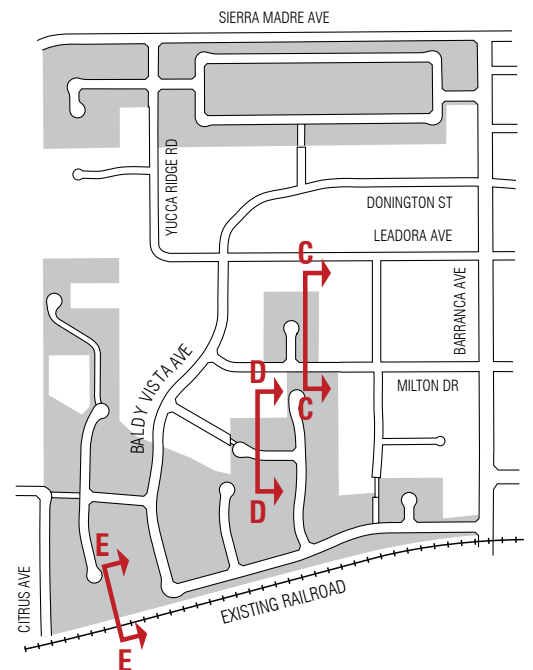 SIERRA MADRE AVE
YUCCA RIDGE RD
DONINGTON ST
LEADORA AVE
C
BARRANCA AVE
BALDY VISTA AVE
D
C
MILTON DR
D
E
CITRUS AVE
EXISTING RAILROAD
E